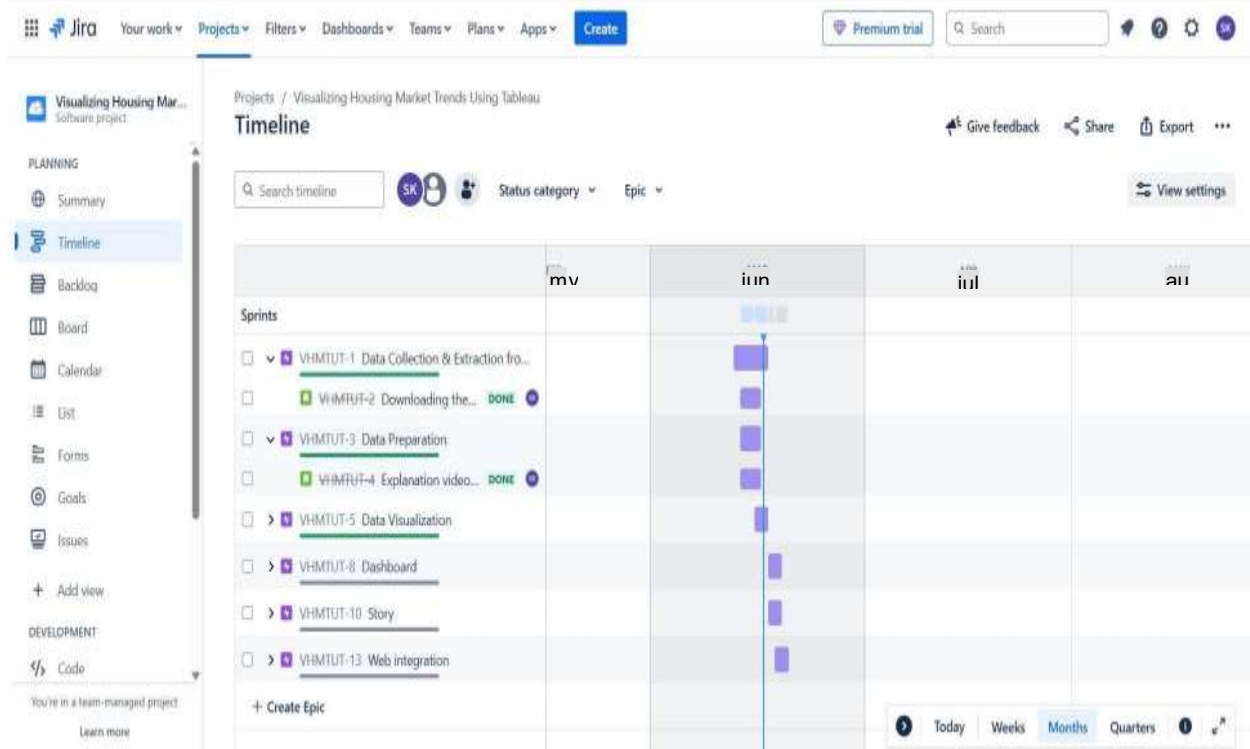 Jira Your work Projects Filters Dashboards Teams Plans Apps Create Premium trial Search SK
Visualizing Housing Mar...
Software project
Projects / Visualizing Housing Market Trends Using Tableau
Timeline
Give feedback Share Export ...
PLANNING
Summary
Timeline
Backlog
Board
Calendar
List
Forms
Goals
Issues
+ Add view
DEVELOPMENT
</> Code
You're in a team-managed project
Learn more
Search timeline SK Status category Epic View settings
my jun jul au
Sprints
VHMTUT-1 Data Collection & Extraction fro...
VHMTUT-2 Downloading the... DONE
VHMTUT-3 Data Preparation
VHMTUT-4 Explanation video... DONE
VHMTUT-5 Data Visualization
VHMTUT-8 Dashboard
VHMTUT-10 Story
VHMTUT-13 Web integration
+ Create Epic
Today Weeks Months Quarters